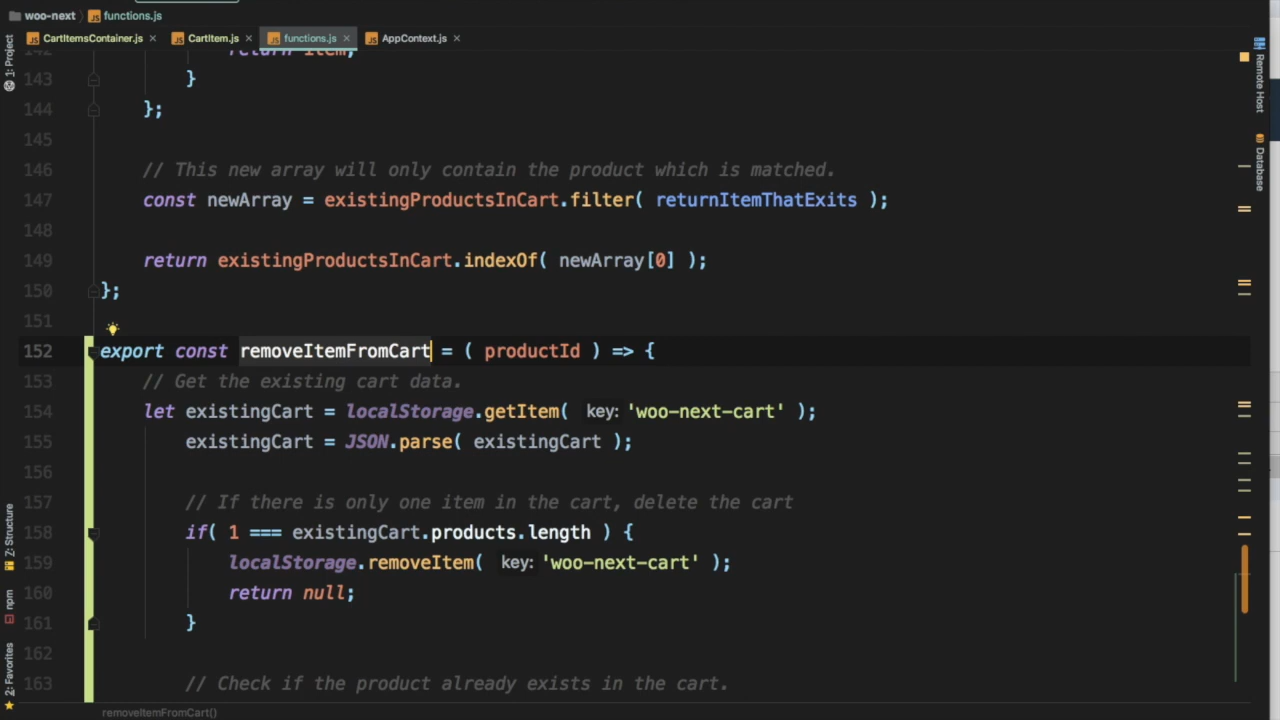 woo-next functions.js
CartItemsContainer.js × CartItem.js × functions.js × AppContext.js ×
1: Project
Remote Host
Database
Z: Structure
npm
2: Favorites
142 return item;
143 }
144 };
145
146 // This new array will only contain the product which is matched.
147 const newArray = existingProductsInCart.filter( returnItemThatExits );
148
149 return existingProductsInCart.indexOf( newArray[0] );
150 };
151
152 export const removeItemFromCart = ( productId ) => {
153 // Get the existing cart data.
154 let existingCart = localStorage.getItem( key: 'woo-next-cart' );
155 existingCart = JSON.parse( existingCart );
156
157 // If there is only one item in the cart, delete the cart
158 if( 1 === existingCart.products.length ) {
159 localStorage.removeItem( key: 'woo-next-cart' );
160 return null;
161 }
162
163 // Check if the product already exists in the cart.
removeItemFromCart()